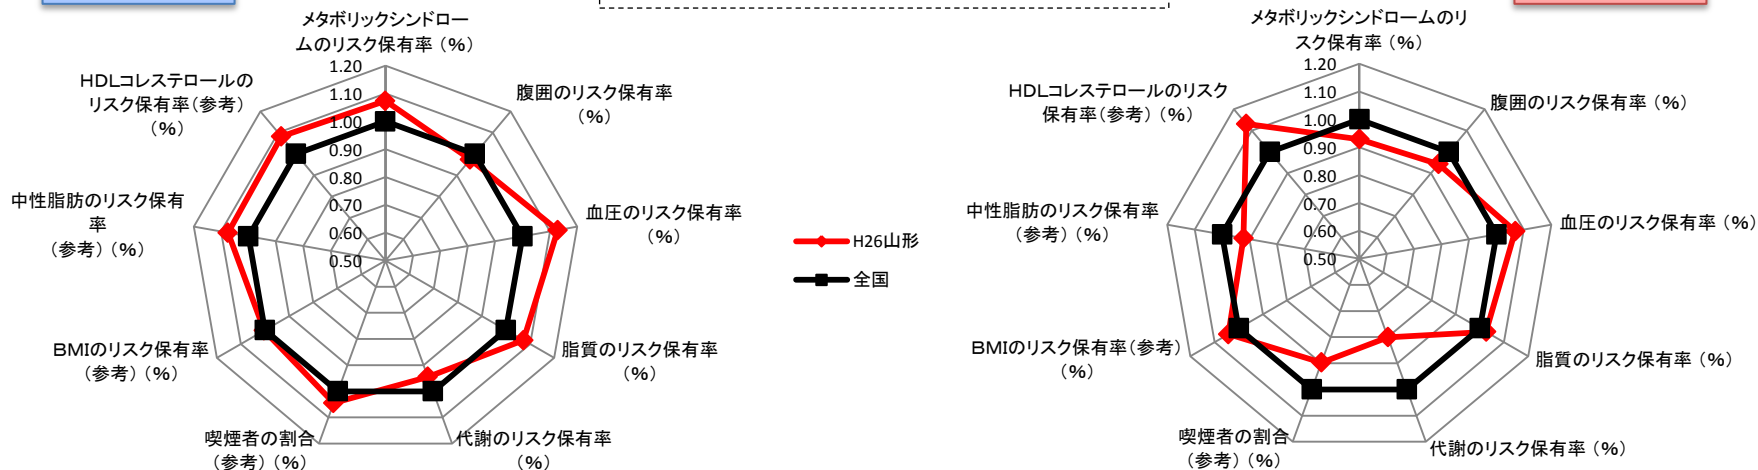 メタボリックシンドロー
ムのリスク保有率 (%)
腹囲のリスク保有率
(%)
血圧のリスク保有率
(%)
脂質のリスク保有率
(%)
代謝のリスク保有率
(%)
喫煙者の割合
(参考) (%)
BMIのリスク保有率
(参考) (%)
中性脂肪のリスク保有
率
(参考) (%)
HDLコレステロールの
リスク保有率(参考)
(%)
1.20
1.10
1.00
0.90
0.80
0.70
0.60
0.50
H26山形
全国
メタボリックシンドロームのリ
スク保有率 (%)
腹囲のリスク保有率 (%)
血圧のリスク保有率 (%)
脂質のリスク保有率 (%)
代謝のリスク保有率 (%)
喫煙者の割合
(参考) (%)
BMIのリスク保有率(参考)
(%)
中性脂肪のリスク保有率
(参考) (%)
HDLコレステロールのリスク
保有率(参考) (%)
1.20
1.10
1.00
0.90
0.80
0.70
0.60
0.50